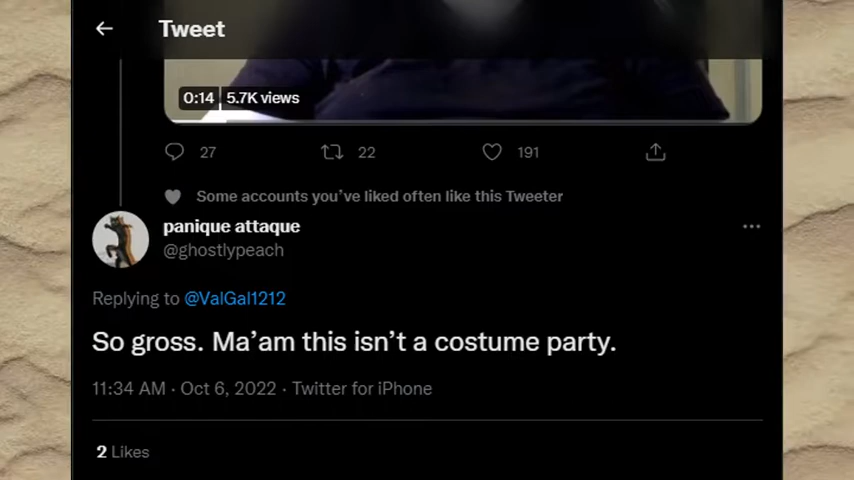 Tweet
0:14 5.7K views
27 22 191
Some accounts you’ve liked often like this Tweeter
panique attaque
@ghostlypeach
Replying to @ValGal1212
So gross. Ma’am this isn’t a costume party.
11:34 AM · Oct 6, 2022 · Twitter for iPhone
2 Likes